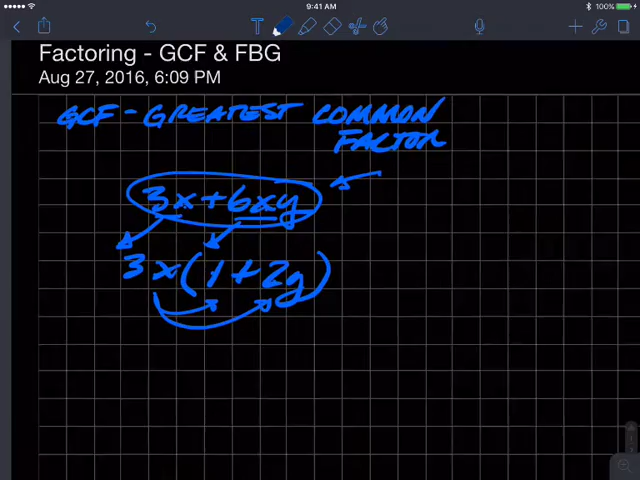 9:41 AM
100%
Factoring - GCF & FBG
Aug 27, 2016, 6:09 PM
GCF - GREATEST COMMON
FACTOR
3x+6xy
3x(1+2y)